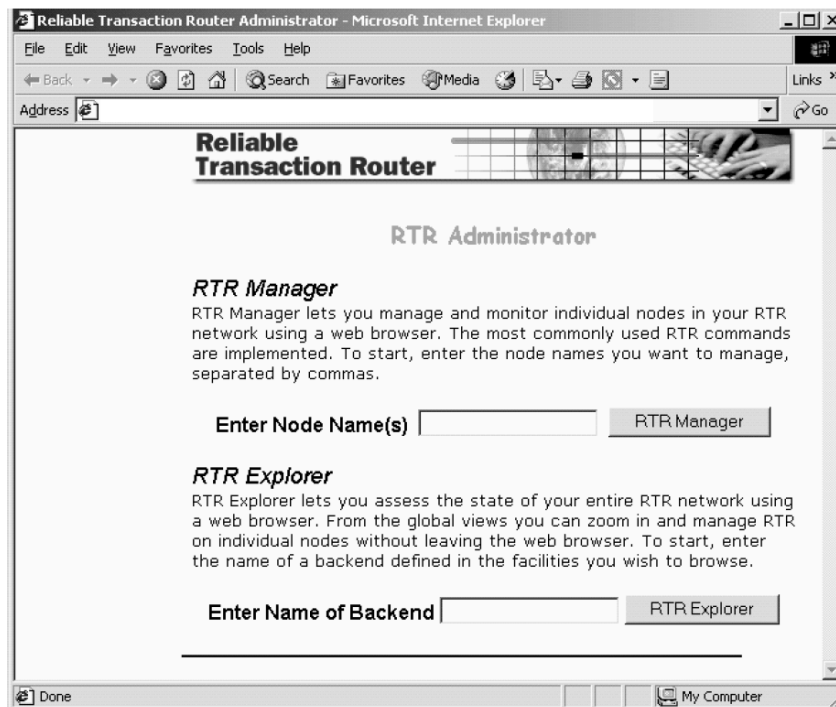 Reliable Transaction Router Administrator - Microsoft Internet Explorer
File Edit View Favorites Tools Help
Back Search Favorites Media Links »
Address Go
Reliable
Transaction Router
RTR Administrator
RTR Manager
RTR Manager lets you manage and monitor individual nodes in your RTR
network using a web browser. The most commonly used RTR commands
are implemented. To start, enter the node names you want to manage,
separated by commas.
Enter Node Name(s) RTR Manager
RTR Explorer
RTR Explorer lets you assess the state of your entire RTR network using
a web browser. From the global views you can zoom in and manage RTR
on individual nodes without leaving the web browser. To start, enter
the name of a backend defined in the facilities you wish to browse.
Enter Name of Backend RTR Explorer
Done My Computer